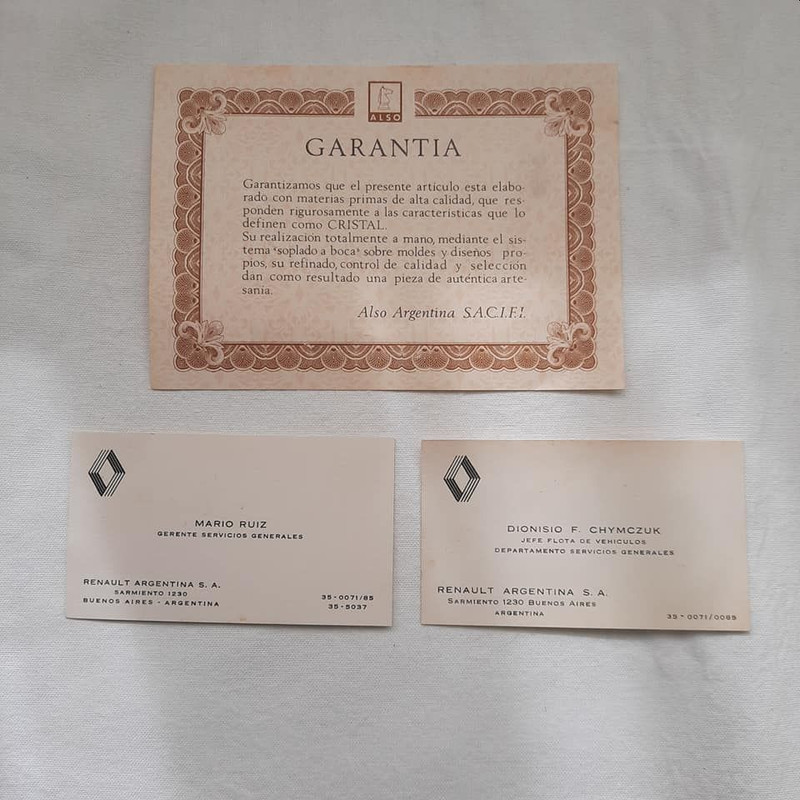 ALSO
GARANTIA
Garantizamos que el presente artículo esta elabo-
rado con materias primas de alta calidad, que res-
ponden rigurosamente a las características que lo
definen como CRISTAL.
Su realización totalmente a mano, mediante el sis-
tema "soplado a boca" sobre moldes y diseños pro-
pios, su refinado, control de calidad y selección
dan como resultado una pieza de auténtica arte-
sania.
Also Argentina S.A.C.I.F.I.
MARIO RUIZ
GERENTE SERVICIOS GENERALES
RENAULT ARGENTINA S. A.
SARMIENTO 1230
BUENOS AIRES - ARGENTINA
35-0071/85
35-5037
DIONISIO F. CHYMCZUK
JEFE FLOTA DE VEHICULOS
DEPARTAMENTO SERVICIOS GENERALES
RENAULT ARGENTINA S. A.
SARMIENTO 1230 BUENOS AIRES
ARGENTINA
35-0071/0085